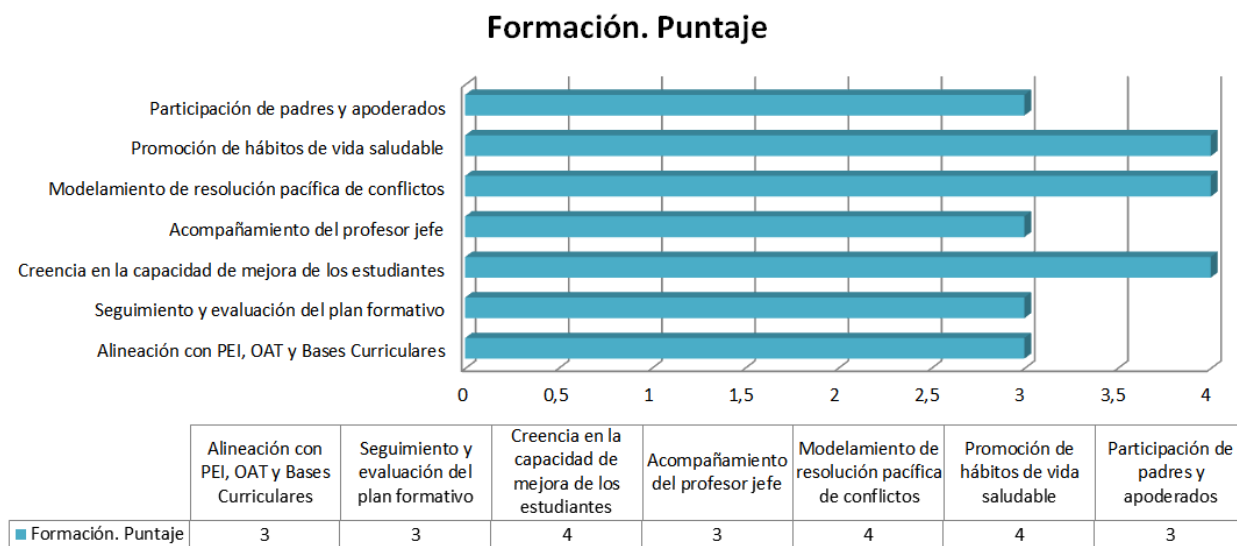 Formación. Puntaje
Participación de padres y apoderados
Promoción de hábitos de vida saludable
Modelamiento de resolución pacífica de conflictos
Acompañamiento del profesor jefe
Creencia en la capacidad de mejora de los estudiantes
Seguimiento y evaluación del plan formativo
Alineación con PEI, OAT y Bases Curriculares
0 0,5 1 1,5 2 2,5 3 3,5 4
Alineación con
PEI, OAT y Bases
Curriculares
Seguimiento y
evaluación del
plan formativo
Creencia en la
capacidad de
mejora de los
estudiantes
Acompañamiento
del profesor jefe
Modelamiento de
resolución pacífica
de conflictos
Promoción de
hábitos de vida
saludable
Participación de
padres y
apoderados
Formación. Puntaje 3 3 4 3 4 4 3